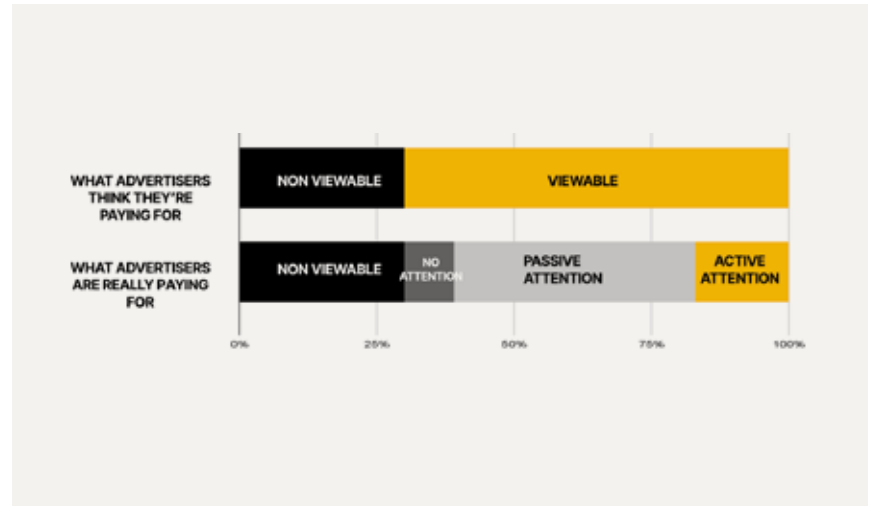 WHAT ADVERTISERS
THINK THEY'RE
PAYING FOR
NON VIEWABLE
VIEWABLE
WHAT ADVERTISERS
ARE REALLY PAYING
FOR
NON VIEWABLE
NO
ATTENTION
PASSIVE
ATTENTION
ACTIVE
ATTENTION
0%
25%
50%
75%
100%